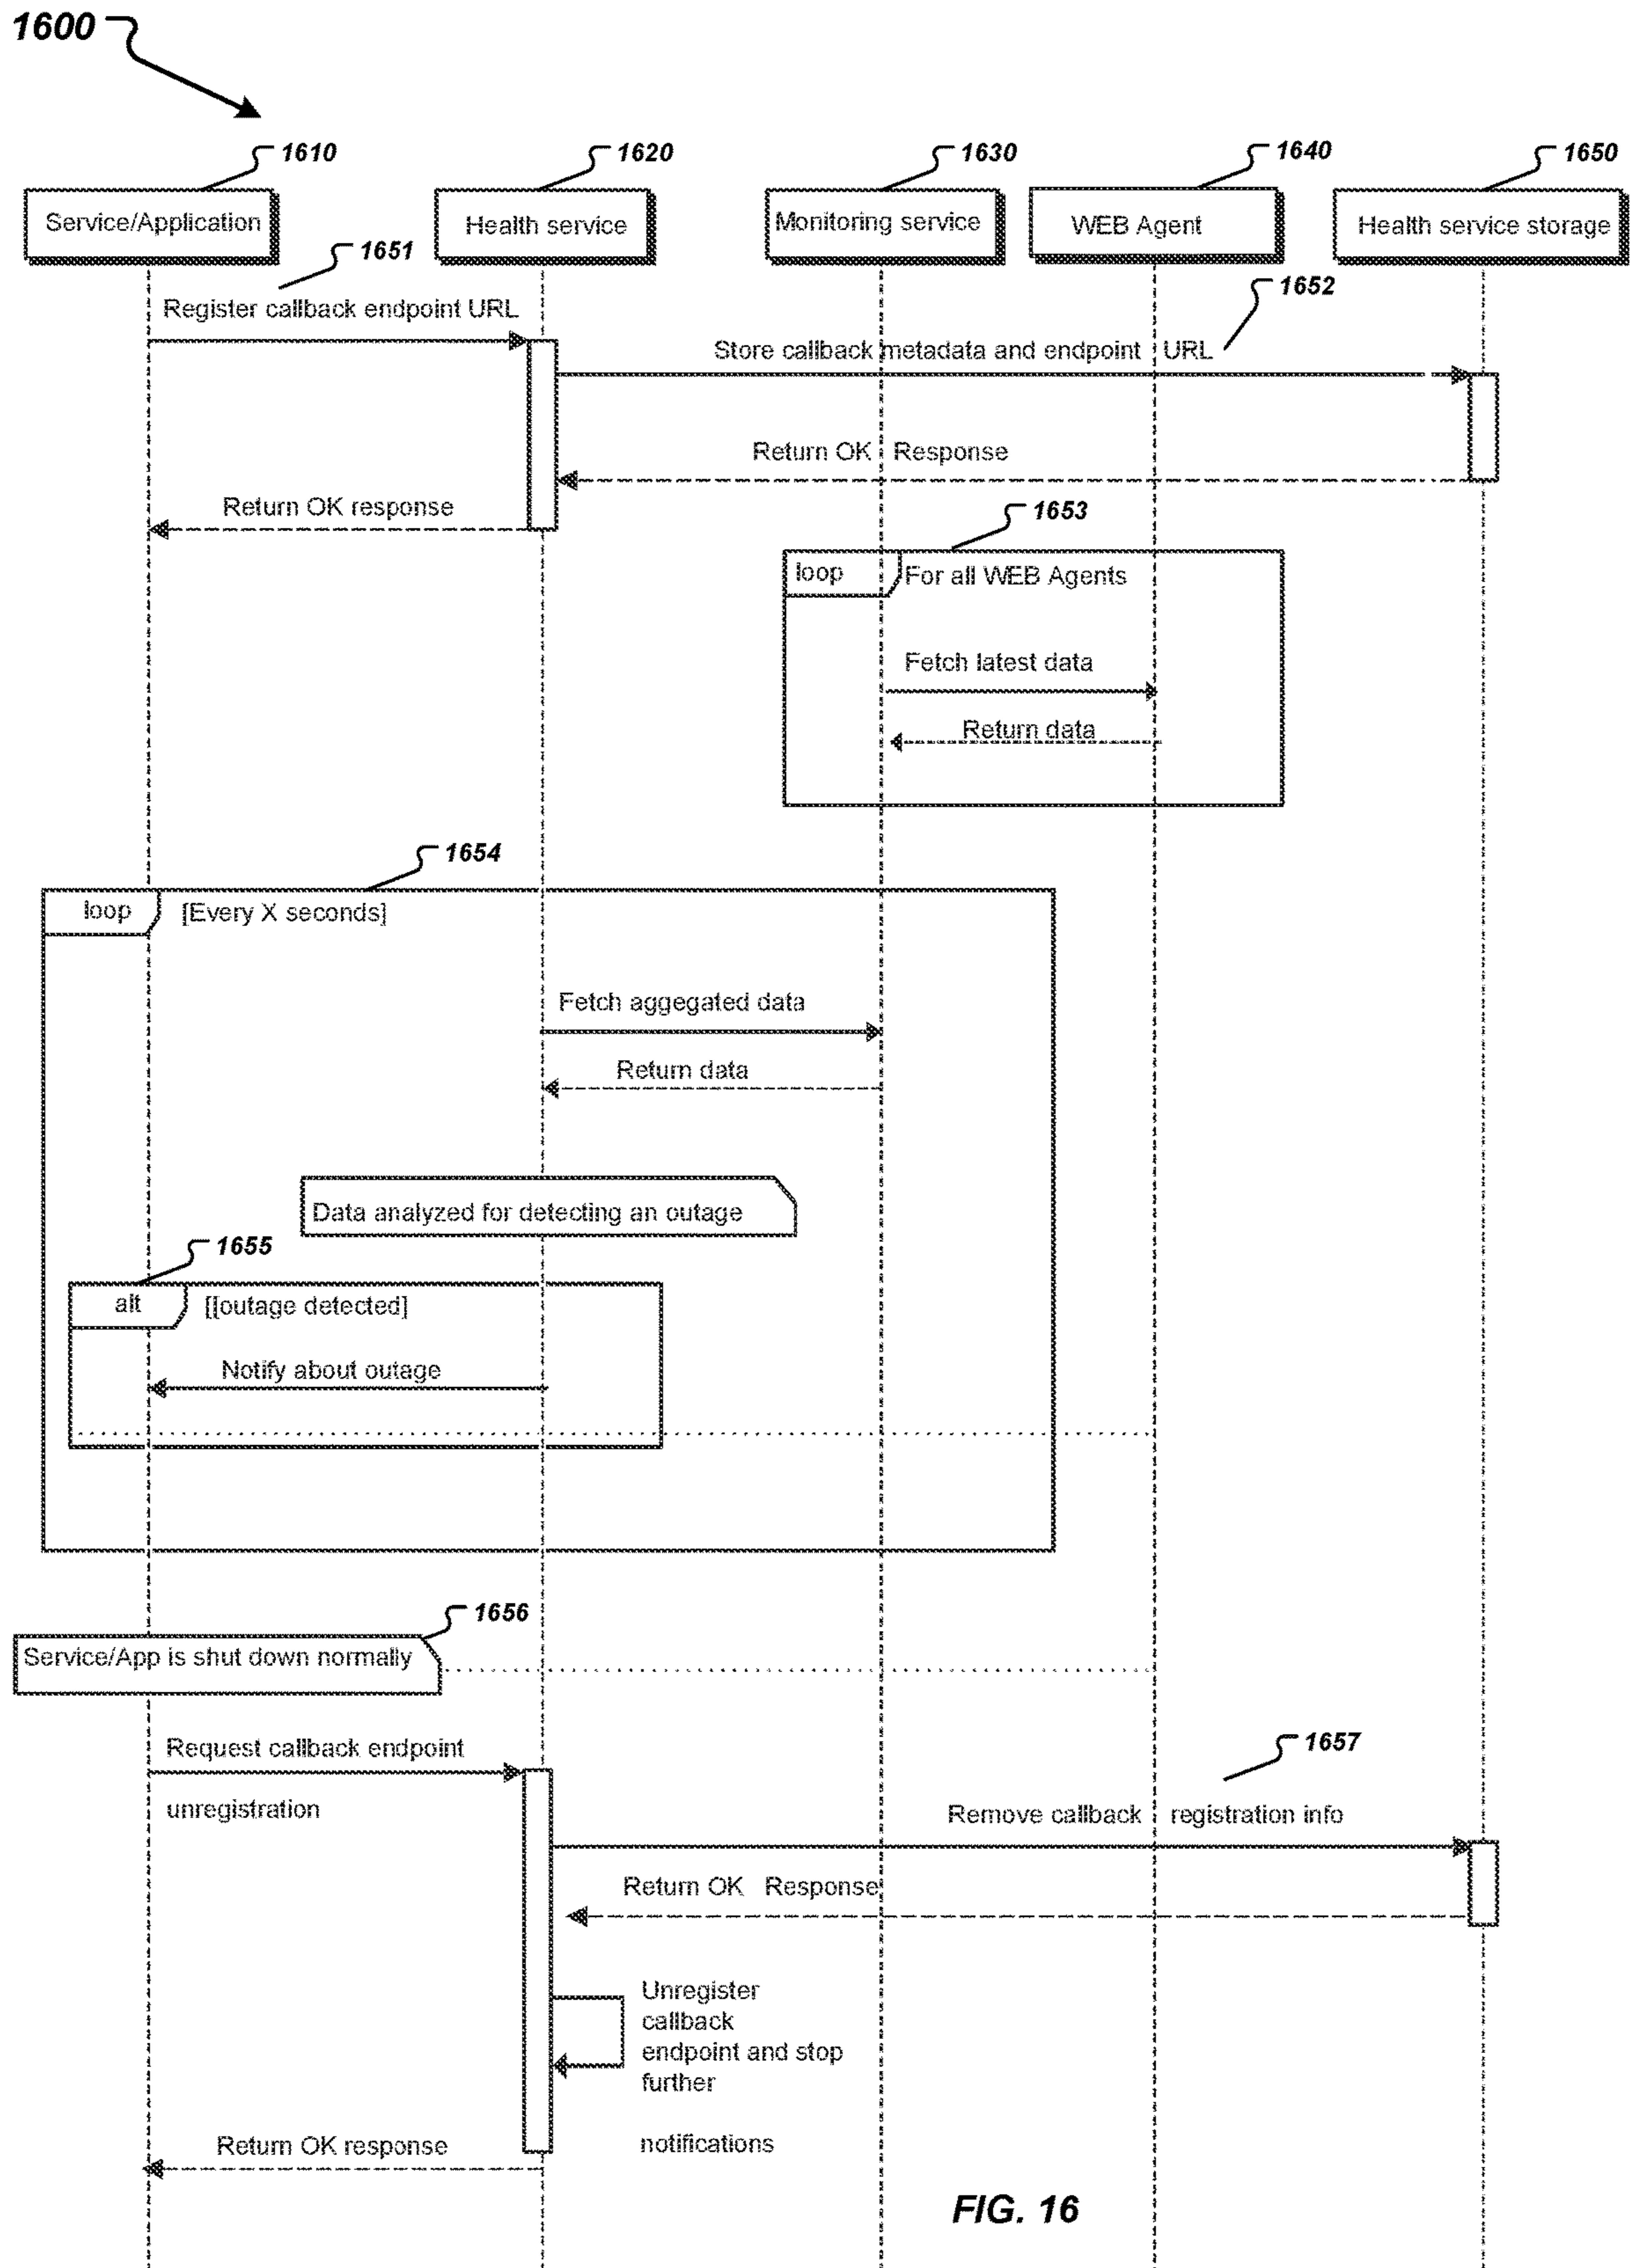 1600
1610
1620
1630
1640
1650
Service/Application
Health service
Monitoring service
WEB Agent
Health service storage
1651
1652
Register callback endpoint URL
Store callback metadata and endpoint URL
Return OK Response
Return OK response
1653
loop
For all WEB Agents
Fetch latest data
Return data
1654
loop
[Every X seconds]
Fetch aggegated data
Return data
Data analyzed for detecting an outage
1655
alt
[[outage detected]
Notify about outage
1656
Service/App is shut down normally
1657
Request callback endpoint
unregistration
Remove callback registration info
Return OK Response
Unregister
callback
endpoint and stop
further
notifications
Return OK response
FIG. 16